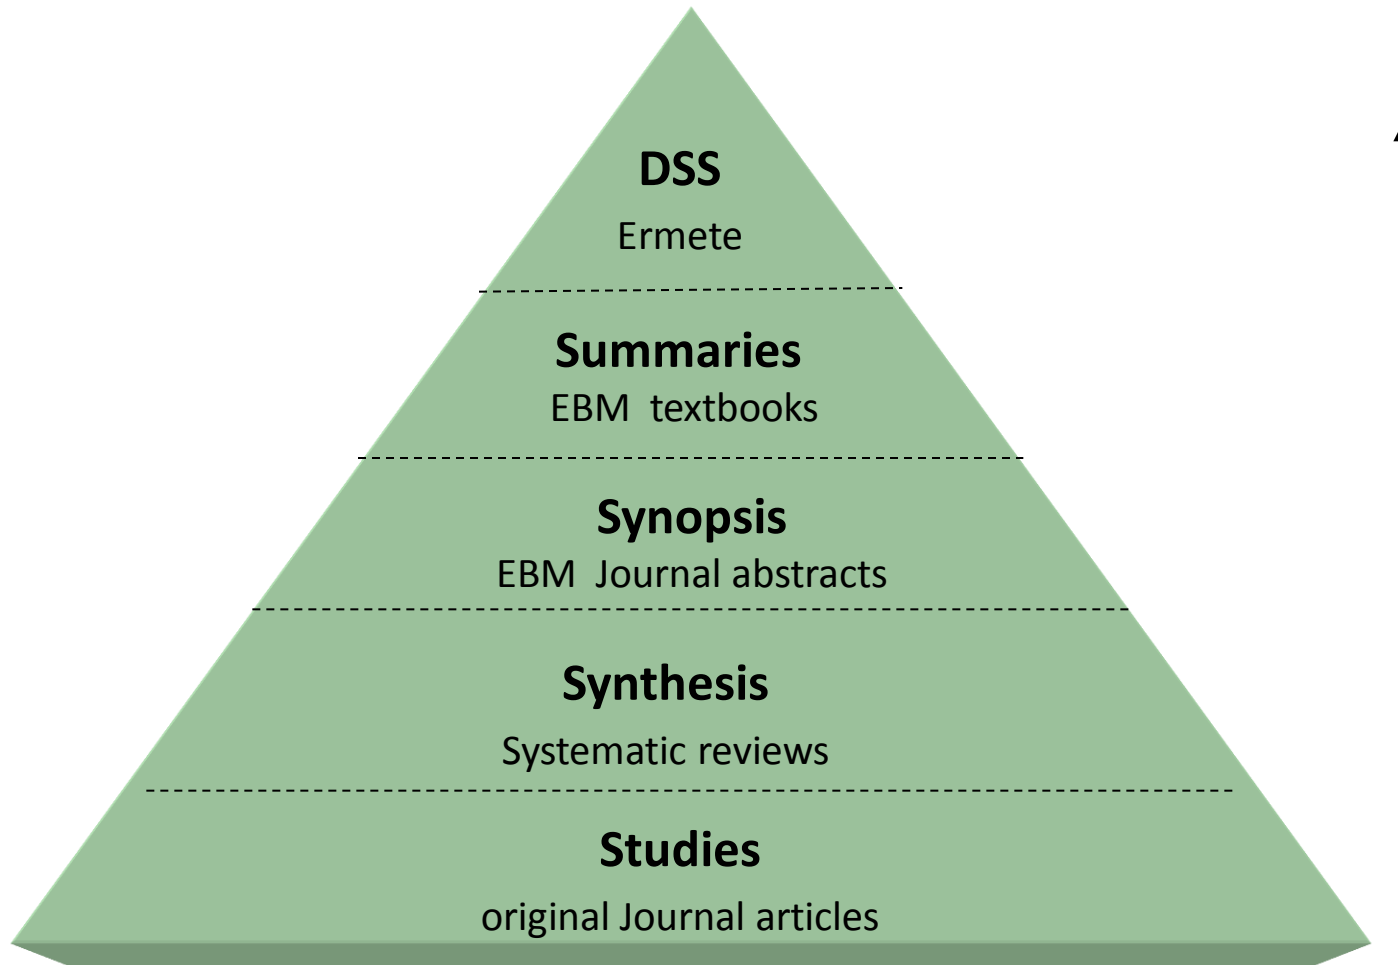 DSS
Ermete
Summaries
EBM textbooks
Synopsis
EBM Journal abstracts
Synthesis
Systematic reviews
Studies
original Journal articles